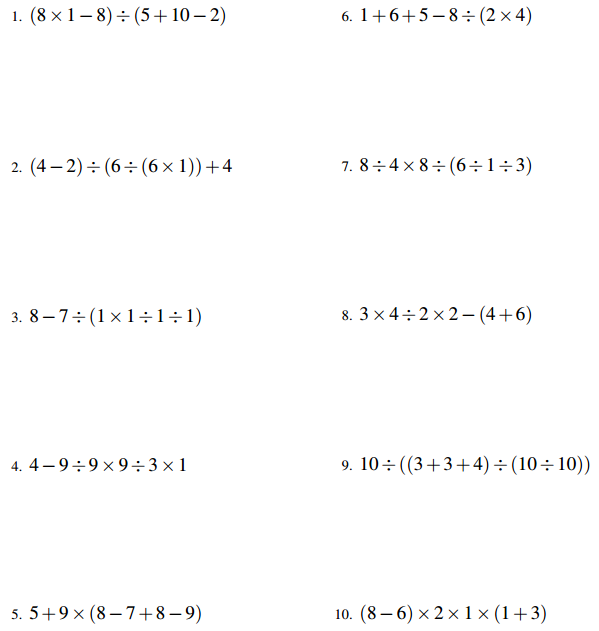 1. (8 × 1 − 8) ÷ (5 + 10 − 2)
2. (4 − 2) ÷ (6 ÷ (6 × 1)) + 4
3. 8 − 7 ÷ (1 × 1 ÷ 1 ÷ 1)
4. 4 − 9 ÷ 9 × 9 ÷ 3 × 1
5. 5 + 9 × (8 − 7 + 8 − 9)
6. 1 + 6 + 5 − 8 ÷ (2 × 4)
7. 8 ÷ 4 × 8 ÷ (6 ÷ 1 ÷ 3)
8. 3 × 4 ÷ 2 × 2 − (4 + 6)
9. 10 ÷ ((3 + 3 + 4) ÷ (10 ÷ 10))
10. (8 − 6) × 2 × 1 × (1 + 3)